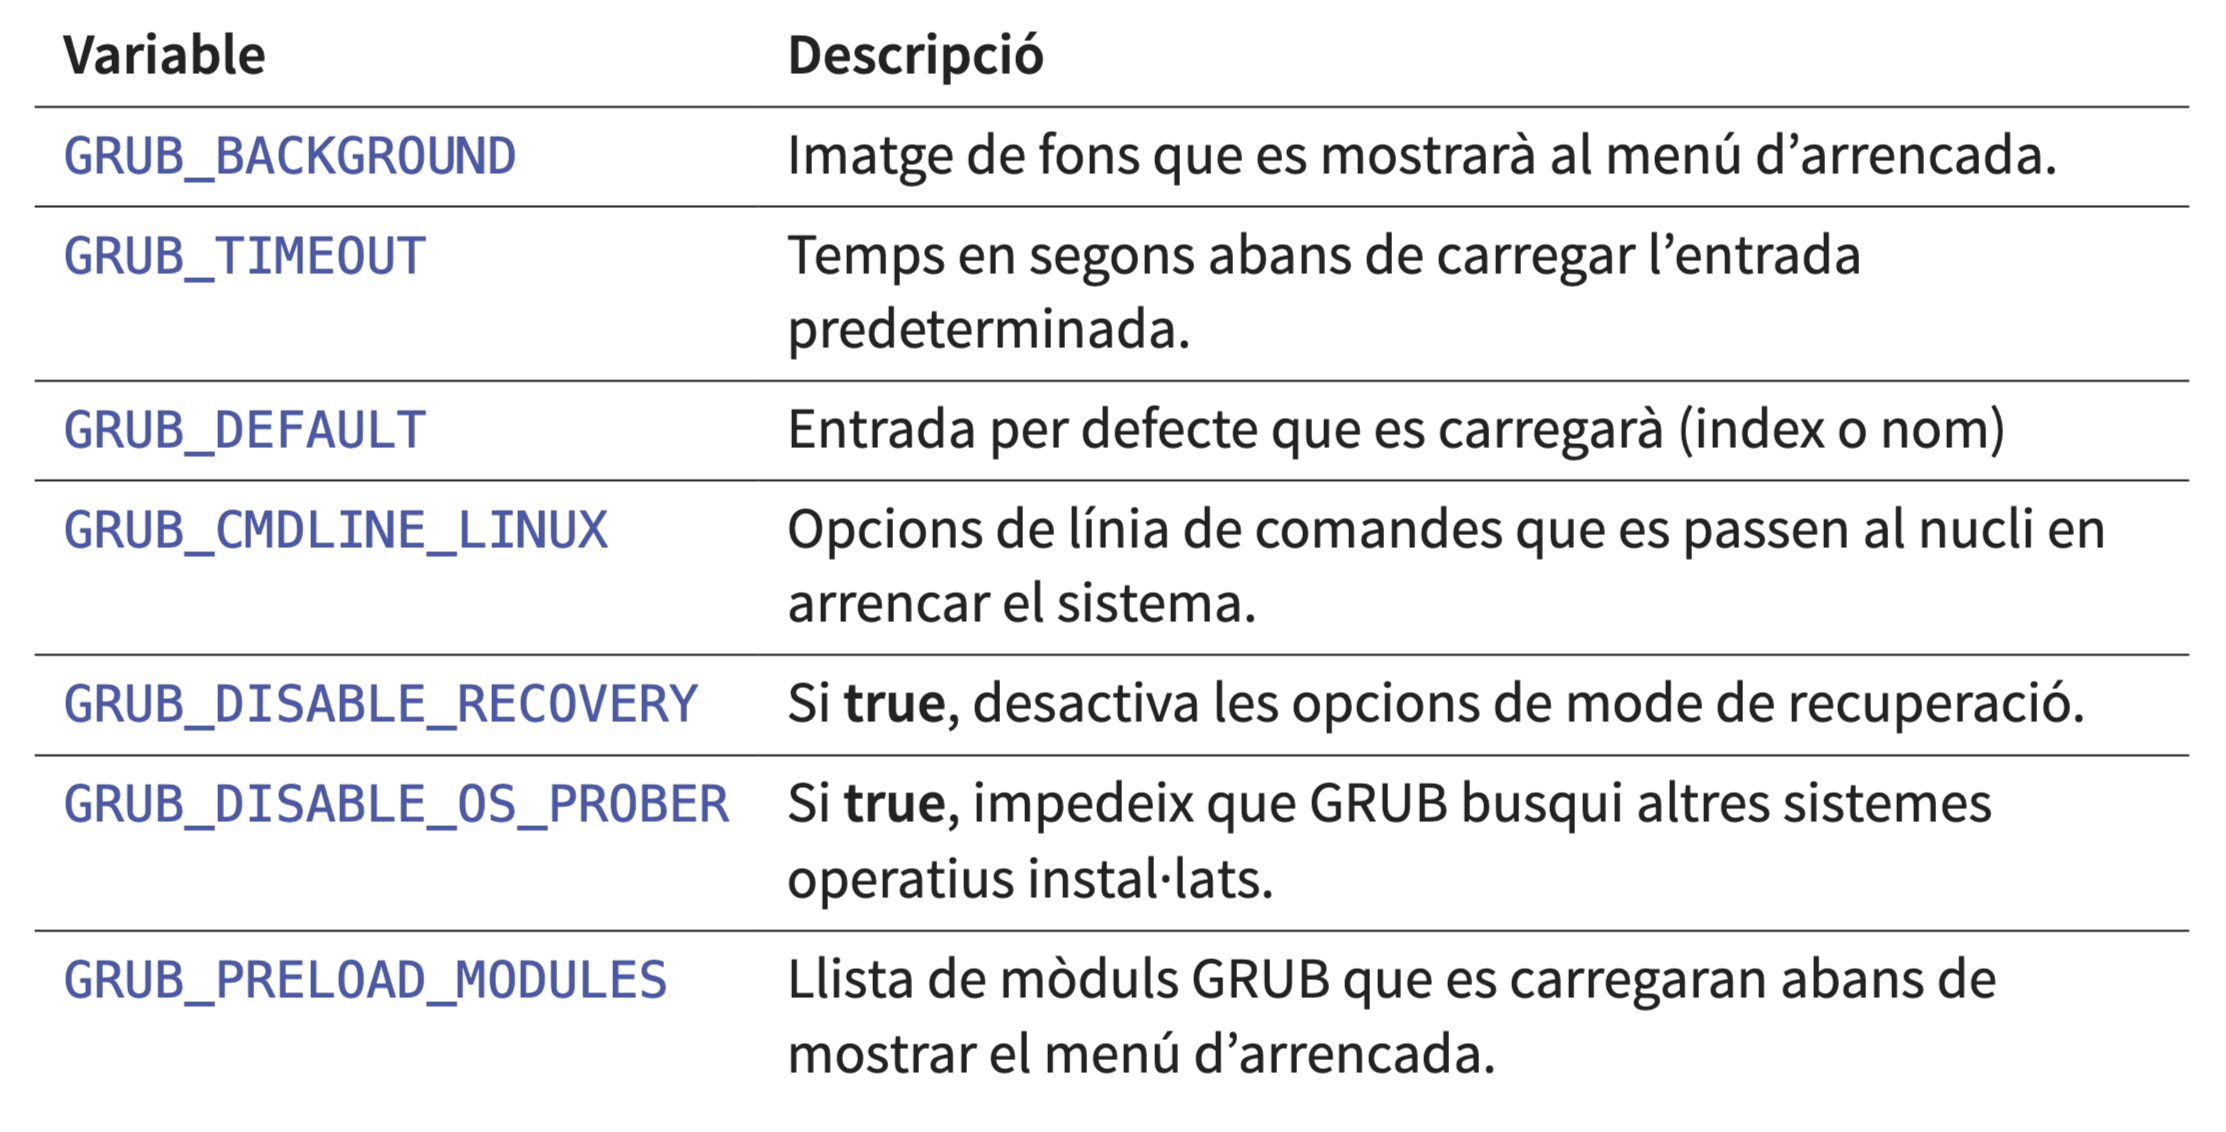 Variable Descripció
GRUB_BACKGROUND Imatge de fons que es mostrarà al menú d’arrencada.
GRUB_TIMEOUT Temps en segons abans de carregar l’entrada
predeterminada.
GRUB_DEFAULT Entrada per defecte que es carregarà (index o nom)
GRUB_CMDLINE_LINUX Opcions de línia de comandes que es passen al nucli en
arrencar el sistema.
GRUB_DISABLE_RECOVERY Si true, desactiva les opcions de mode de recuperació.
GRUB_DISABLE_OS_PROBER Si true, impedeix que GRUB busqui altres sistemes
operatius instal·lats.
GRUB_PRELOAD_MODULES Llista de mòduls GRUB que es carregaran abans de
mostrar el menú d’arrencada.